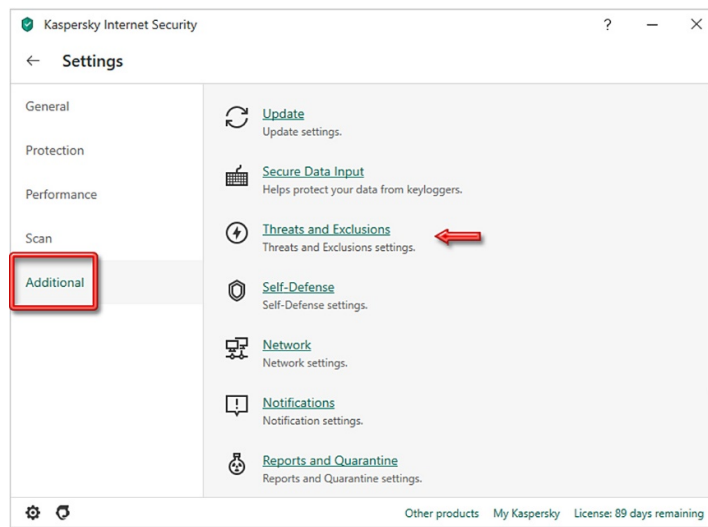 Kaspersky Internet Security
Settings
General
Protection
Performance
Scan
Additional
Update
Update settings.
Secure Data Input
Helps protect your data from keyloggers.
Threats and Exclusions
Threats and Exclusions settings.
Self-Defense
Self-Defense settings.
Network
Network settings.
Notifications
Notification settings.
Reports and Quarantine
Reports and Quarantine settings.
Other products My Kaspersky License: 89 days remaining